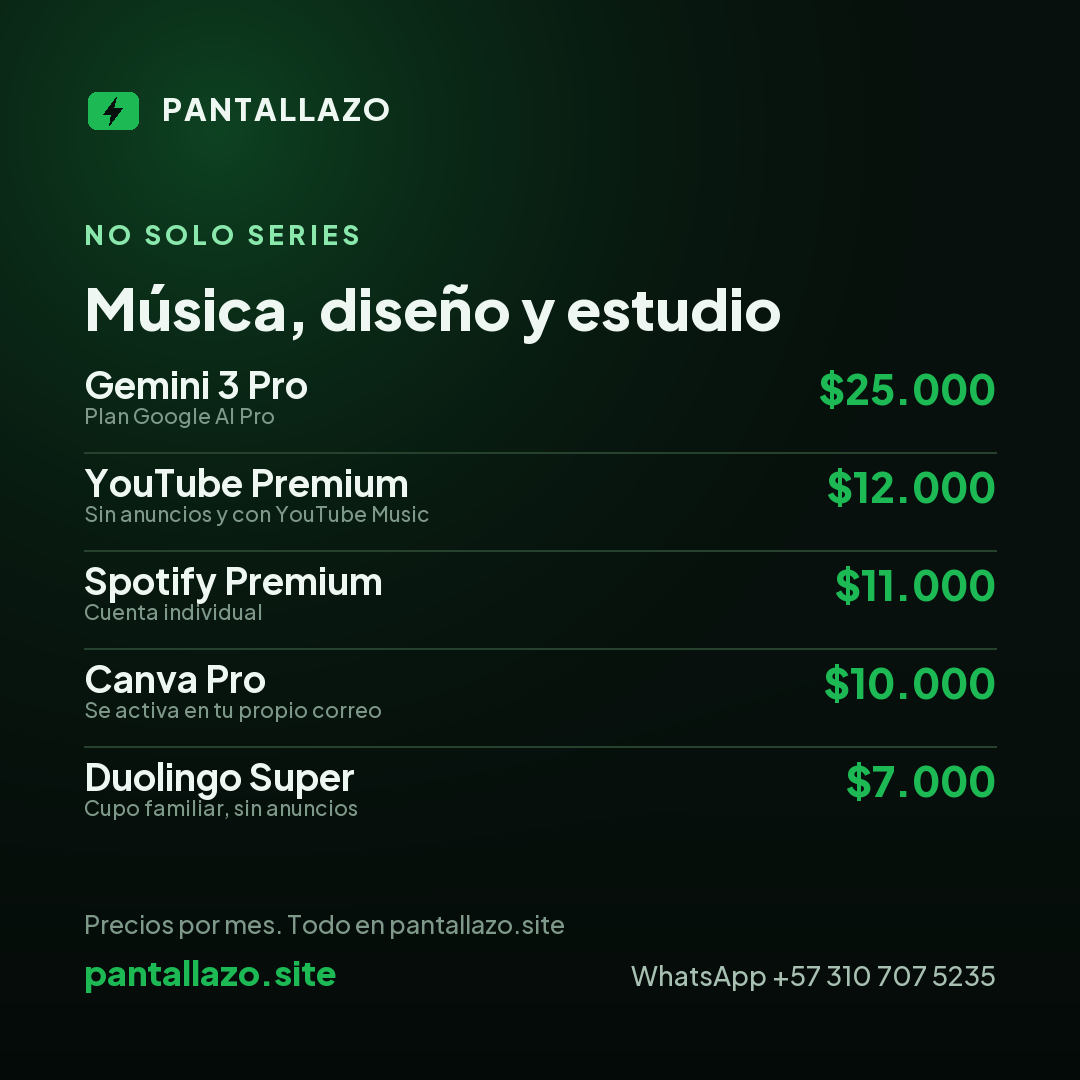 PANTALLAZO
NO SOLO SERIES
Música, diseño y estudio
Gemini 3 Pro
$25.000
Plan Google AI Pro
YouTube Premium
$12.000
Sin anuncios y con YouTube Music
Spotify Premium
$11.000
Cuenta individual
Canva Pro
$10.000
Se activa en tu propio correo
Duolingo Super
$7.000
Cupo familiar, sin anuncios
Precios por mes. Todo en pantallazo.site
pantallazo.site
WhatsApp +57 310 707 5235